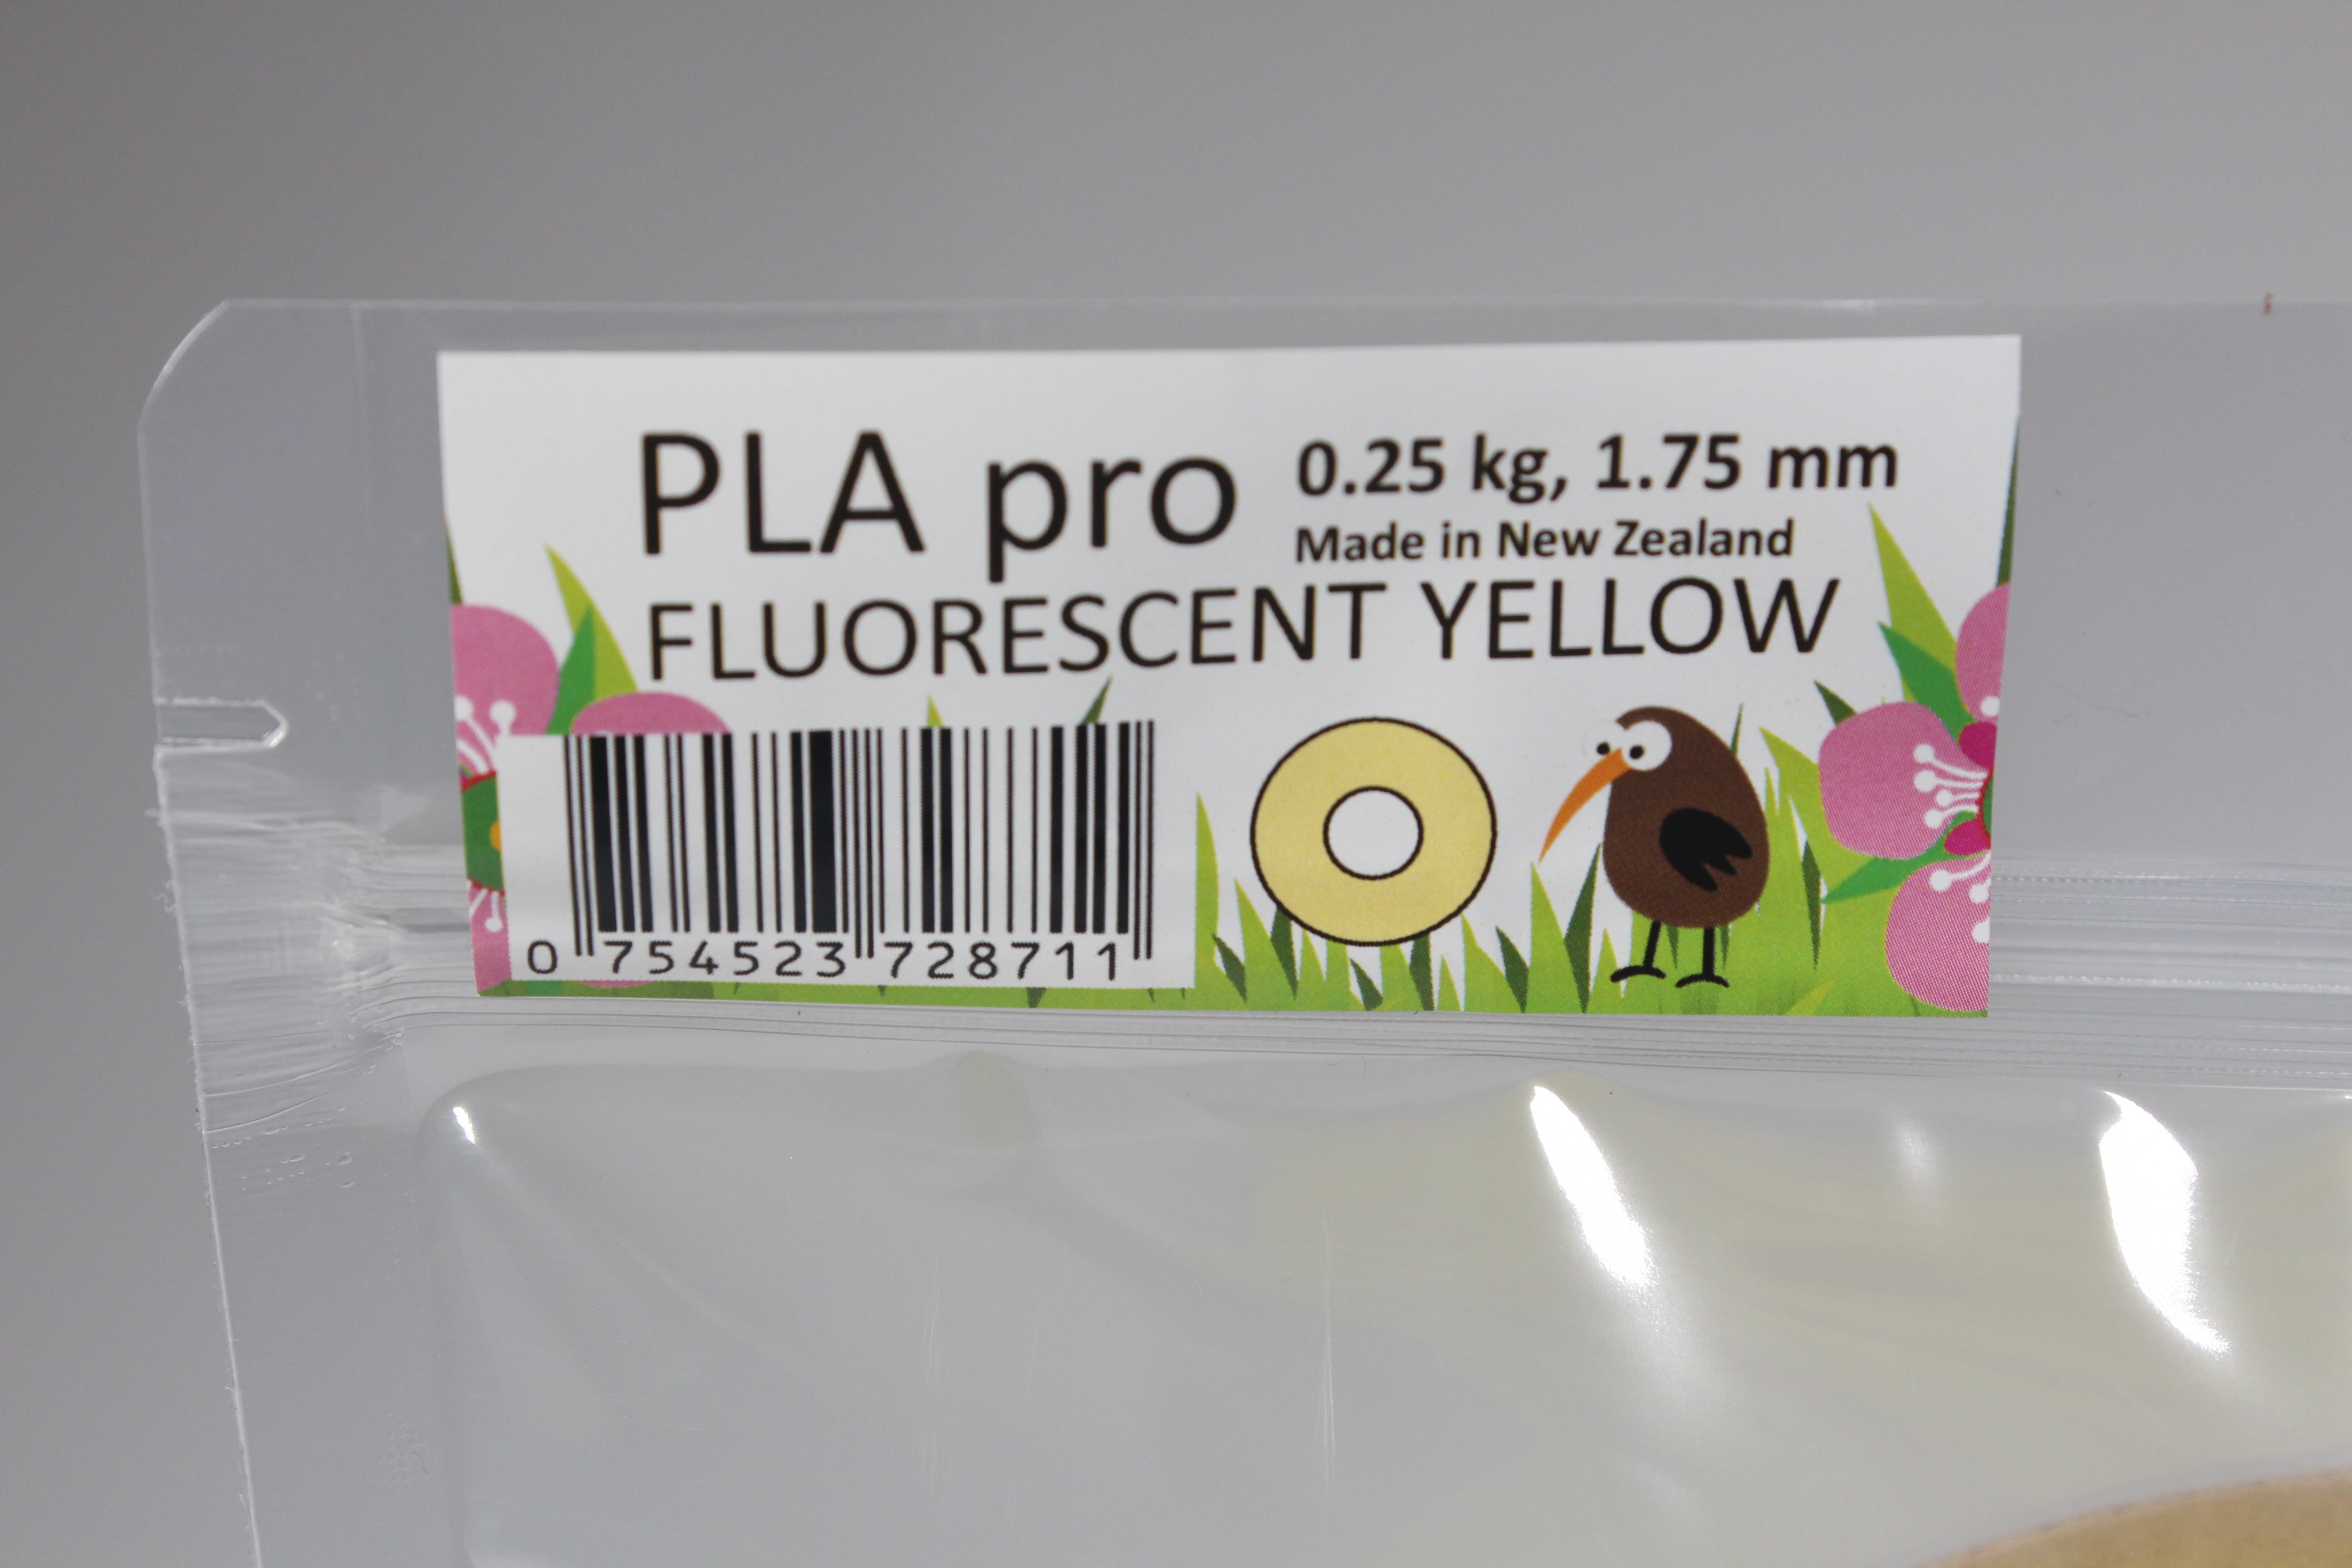 PLA pro
0.25 kg, 1.75 mm
Made in New Zealand
FLUORESCENT YELLOW
0 754523 728711